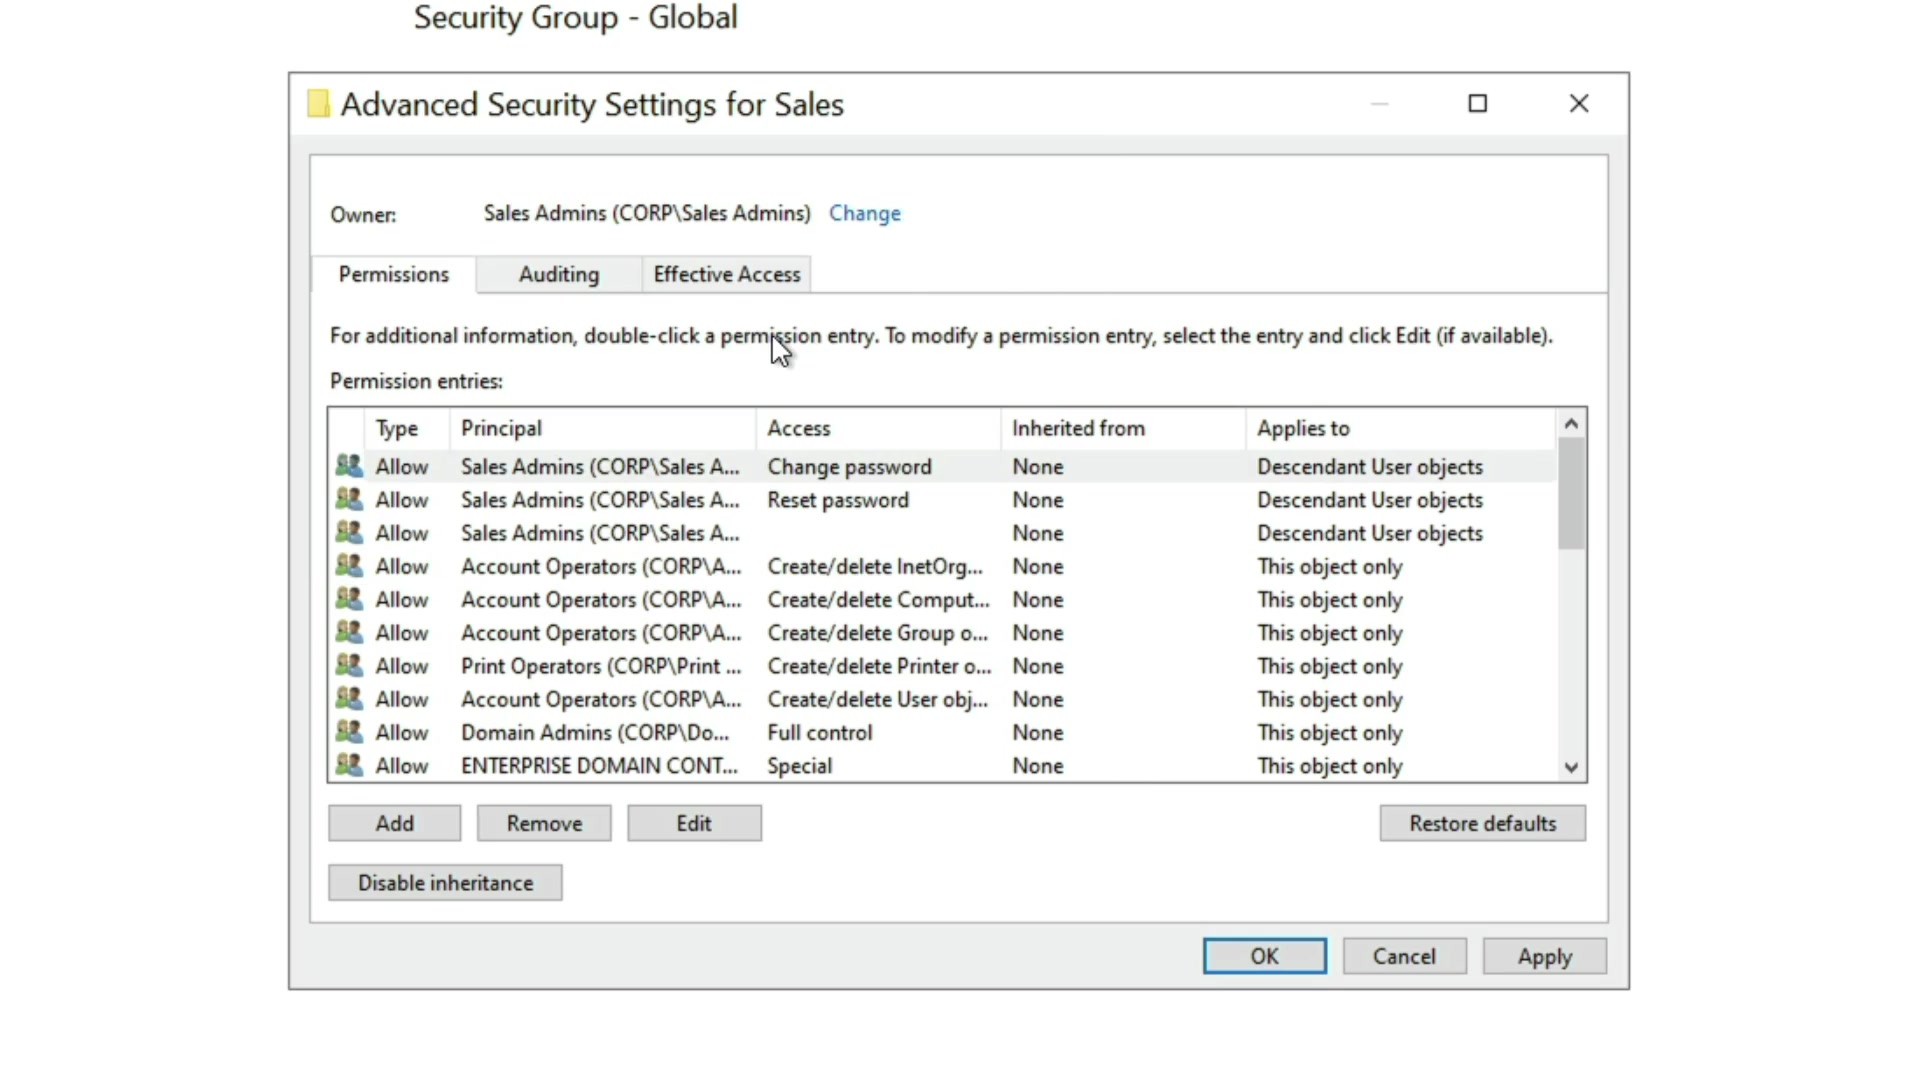 Security Group - Global
Advanced Security Settings for Sales
Owner: Sales Admins (CORP\Sales Admins) Change
Permissions Auditing Effective Access
For additional information, double-click a permission entry. To modify a permission entry, select the entry and click Edit (if available).
Permission entries:
Type Principal Access Inherited from Applies to
Allow Sales Admins (CORP\Sales A... Change password None Descendant User objects
Allow Sales Admins (CORP\Sales A... Reset password None Descendant User objects
Allow Sales Admins (CORP\Sales A... None Descendant User objects
Allow Account Operators (CORP\A... Create/delete InetOrg... None This object only
Allow Account Operators (CORP\A... Create/delete Comput... None This object only
Allow Account Operators (CORP\A... Create/delete Group o... None This object only
Allow Print Operators (CORP\Print ... Create/delete Printer o... None This object only
Allow Account Operators (CORP\A... Create/delete User obj... None This object only
Allow Domain Admins (CORP\Do... Full control None This object only
Allow ENTERPRISE DOMAIN CONT... Special None This object only
Add Remove Edit Restore defaults
Disable inheritance
OK Cancel Apply